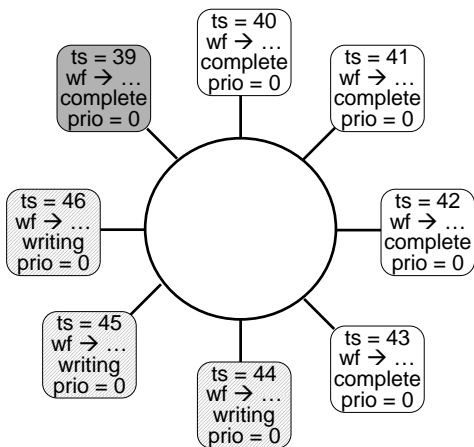 ts = 40
wf → …
complete
prio = 0
ts = 41
wf → …
complete
prio = 0
ts = 42
wf → …
complete
prio = 0
ts = 43
wf → …
complete
prio = 0
ts = 44
wf → …
writing
prio = 0
ts = 45
wf → …
writing
prio = 0
ts = 46
wf → …
writing
prio = 0
ts = 39
wf → …
complete
prio = 0